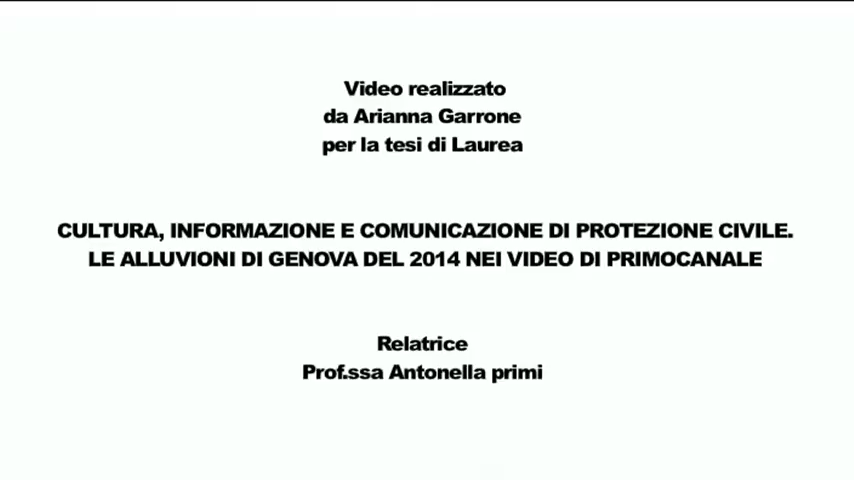 Video realizzato
da Arianna Garrone
per la tesi di Laurea
CULTURA, INFORMAZIONE E COMUNICAZIONE DI PROTEZIONE CIVILE.
LE ALLUVIONI DI GENOVA DEL 2014 NEI VIDEO DI PRIMOCANALE
Relatrice
Prof.ssa Antonella primi